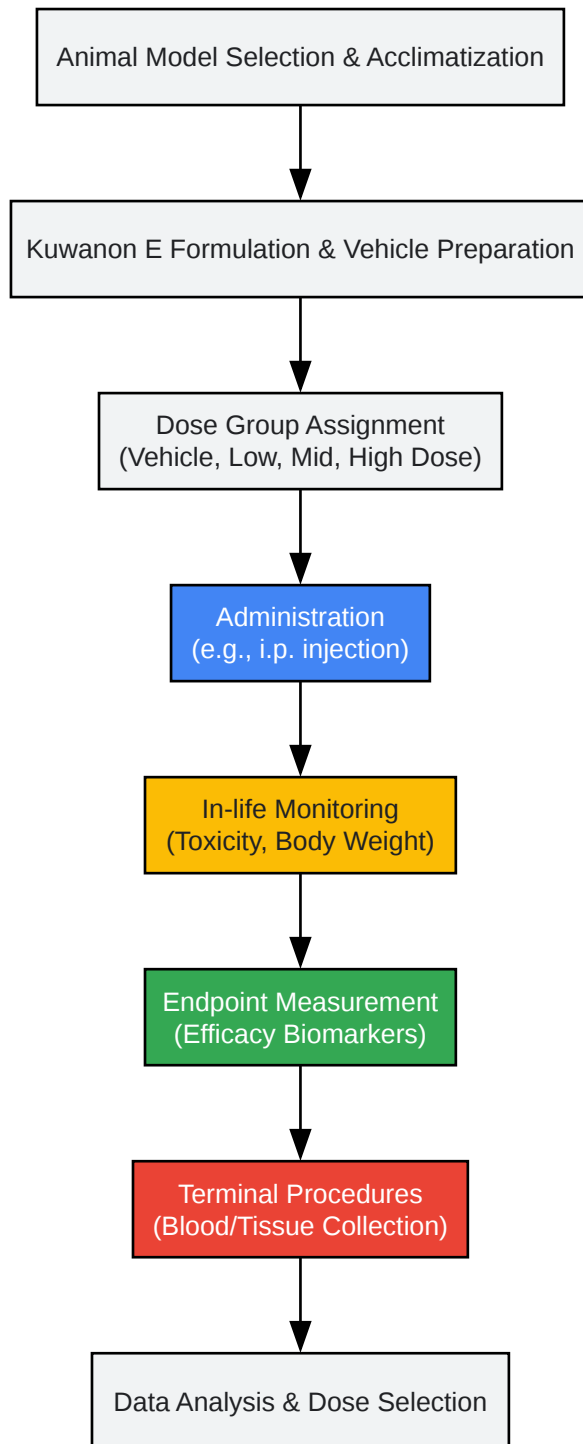 Animal Model Selection & Acclimatization
Kuwanon E Formulation & Vehicle Preparation
Dose Group Assignment
(Vehicle, Low, Mid, High Dose)
Administration
(e.g., i.p. injection)
In-life Monitoring
(Toxicity, Body Weight)
Endpoint Measurement
(Efficacy Biomarkers)
Terminal Procedures
(Blood/Tissue Collection)
Data Analysis & Dose Selection